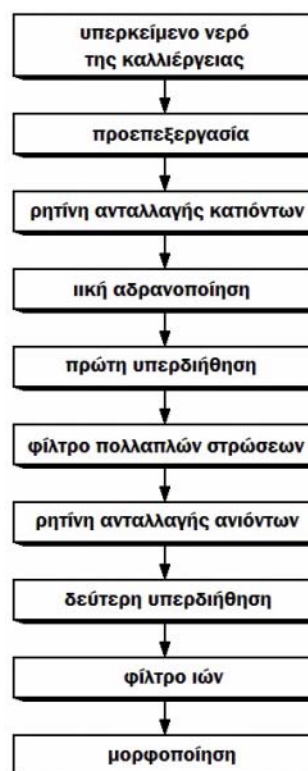 υπερκείμενο νερό
της καλλιέργειας
προεπεξεργασία
ρητίνη ανταλλαγής κατιόντων
ιική αδρανοποίηση
πρώτη υπερδιήθηση
φίλτρο πολλαπλών στρώσεων
ρητίνη ανταλλαγής ανιόντων
δεύτερη υπερδιήθηση
φίλτρο ιών
μορφοποίηση